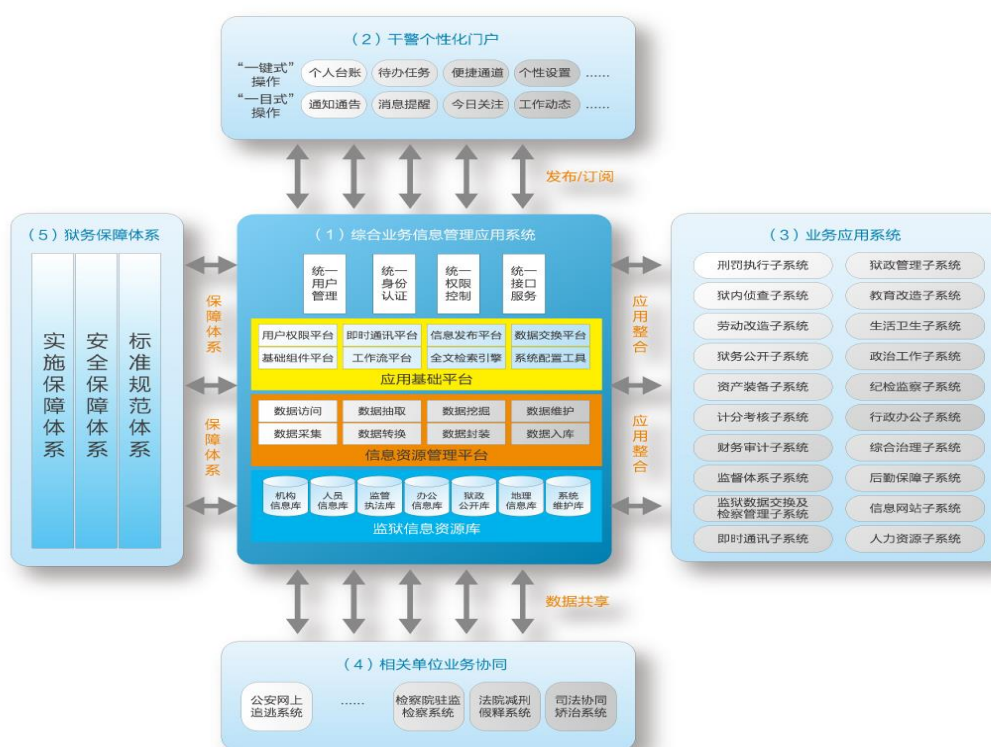 （2）干警个性化门户
“一键式”
操作
个人台账 待办任务 便捷通道 个性设置 ......
“一目式”
操作
通知通告 消息提醒 今日关注 工作动态 ......
发布/订阅
（5）狱务保障体系
实施保障体系
安全保障体系
标准规范体系
保障体系
保障体系
（1）综合业务信息管理应用系统
统一
用户
管理
统一
身份
认证
统一
权限
控制
统一
接口
服务
用户权限平台 即时通讯平台 信息发布平台 数据交换平台
基础组件平台 工作流平台 全文检索引擎 系统配置工具
应用基础平台
数据访问 数据抽取 数据挖掘 数据维护
数据采集 数据转换 数据封装 数据入库
信息资源管理平台
机构
信息库
人员
信息库
监管
执法库
办公
信息库
狱政
公开库
地理
信息库
系统
维护库
监狱信息资源库
应用整合
应用整合
（3）业务应用系统
刑罚执行子系统 狱政管理子系统
狱内侦查子系统 教育改造子系统
劳动改造子系统 生活卫生子系统
狱务公开子系统 政治工作子系统
资产装备子系统 纪检监察子系统
计分考核子系统 行政办公子系统
财务审计子系统 综合治理子系统
监督体系子系统 后勤保障子系统
监狱数据交换及
检察管理子系统
信息网站子系统
即时通讯子系统 人力资源子系统
数据共享
（4）相关单位业务协同
公安网上
追逃系统
......
检察院驻监
检察系统
法院减刑
假释系统
司法协同
矫治系统